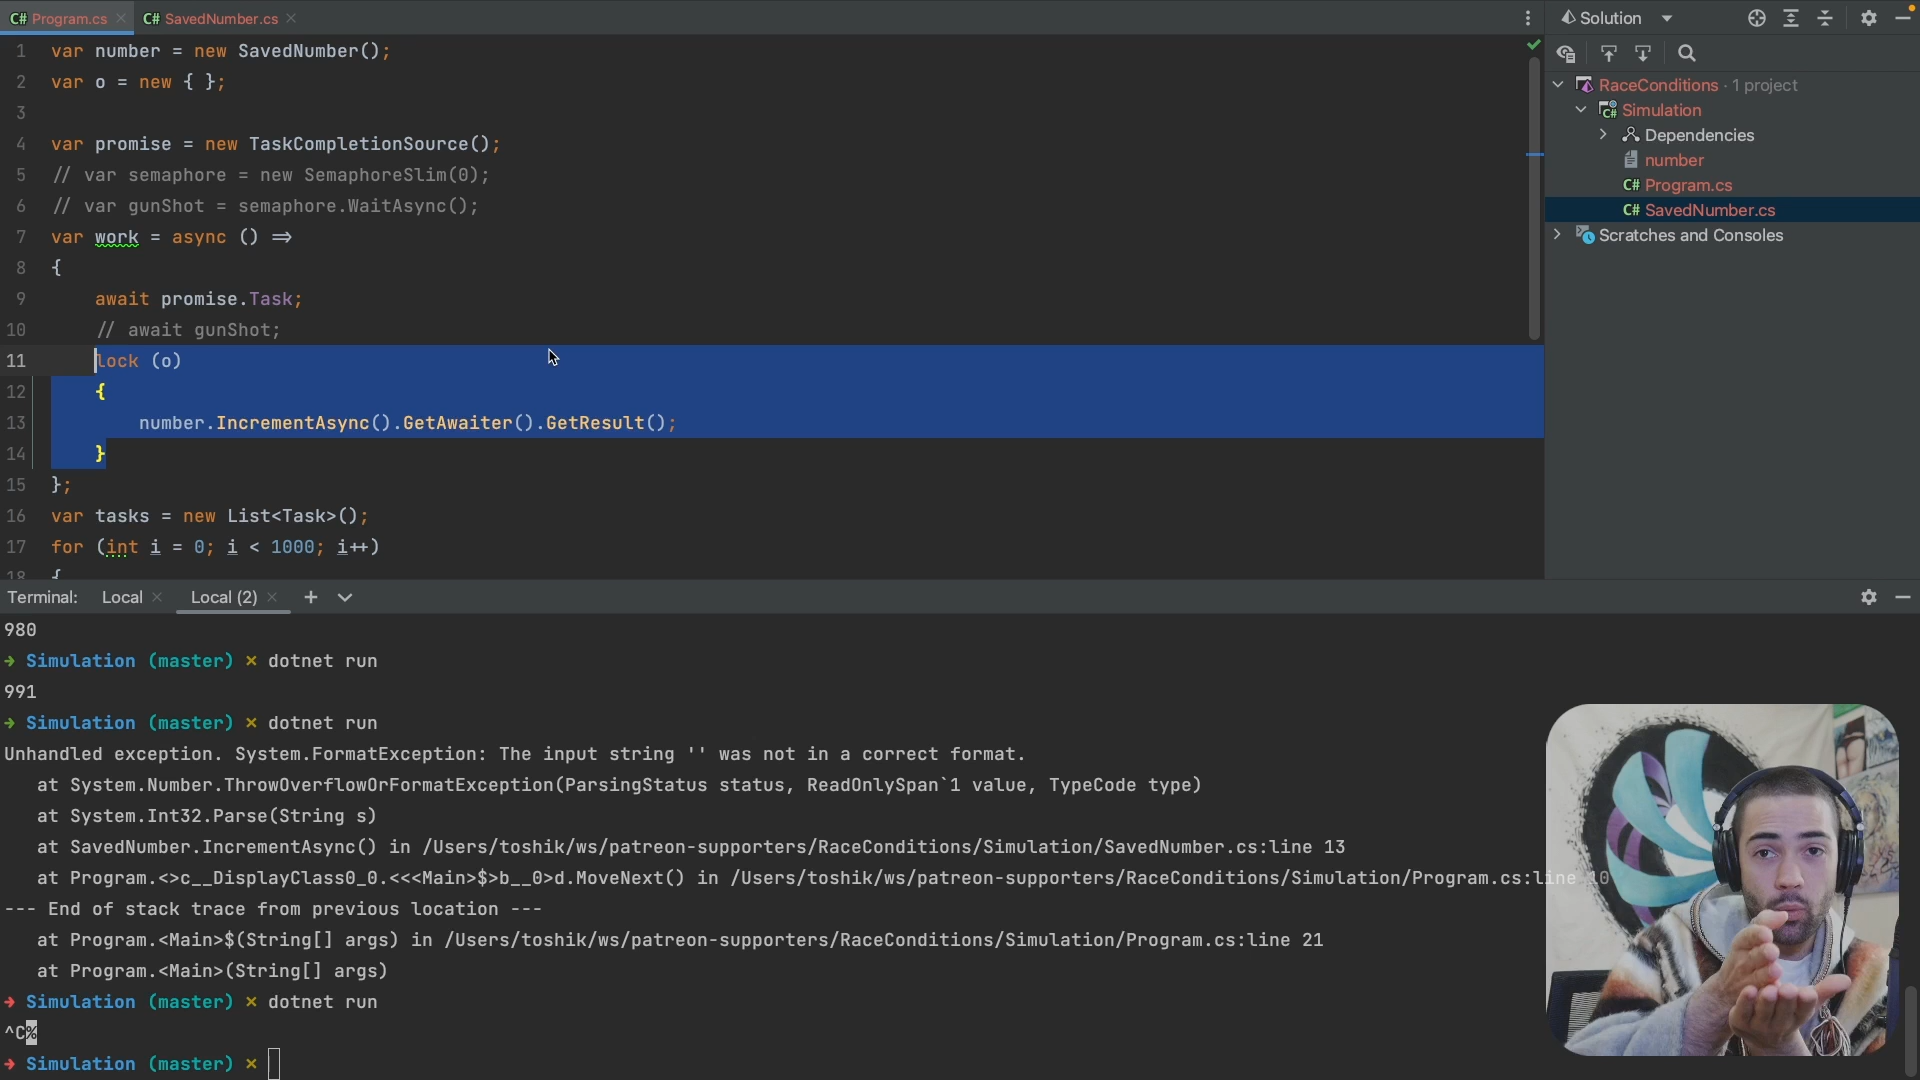 C# Program.cs × C# SavedNumber.cs ×
1 var number = new SavedNumber();
2 var o = new { };
3
4 var promise = new TaskCompletionSource();
5 // var semaphore = new SemaphoreSlim(0);
6 // var gunShot = semaphore.WaitAsync();
7 var work = async () =>
8 {
9 await promise.Task;
10 // await gunShot;
11 lock (o)
12 {
13 number.IncrementAsync().GetAwaiter().GetResult();
14 }
15 };
16 var tasks = new List<Task>();
17 for (int i = 0; i < 1000; i++)
18 {
Solution
RaceConditions · 1 project
C# Simulation
Dependencies
number
C# Program.cs
C# SavedNumber.cs
Scratches and Consoles
Terminal: Local × Local (2) × +
980
→ Simulation (master) × dotnet run
991
→ Simulation (master) × dotnet run
Unhandled exception. System.FormatException: The input string '' was not in a correct format.
at System.Number.ThrowOverflowOrFormatException(ParsingStatus status, ReadOnlySpan`1 value, TypeCode type)
at System.Int32.Parse(String s)
at SavedNumber.IncrementAsync() in /Users/toshik/ws/patreon-supporters/RaceConditions/Simulation/SavedNumber.cs:line 13
at Program.<>c__DisplayClass0_0.<<<Main>$>b__0>d.MoveNext() in /Users/toshik/ws/patreon-supporters/RaceConditions/Simulation/Program.cs:line 10
--- End of stack trace from previous location ---
at Program.<Main>$(String[] args) in /Users/toshik/ws/patreon-supporters/RaceConditions/Simulation/Program.cs:line 21
at Program.<Main>(String[] args)
→ Simulation (master) × dotnet run
^C%
→ Simulation (master) ×